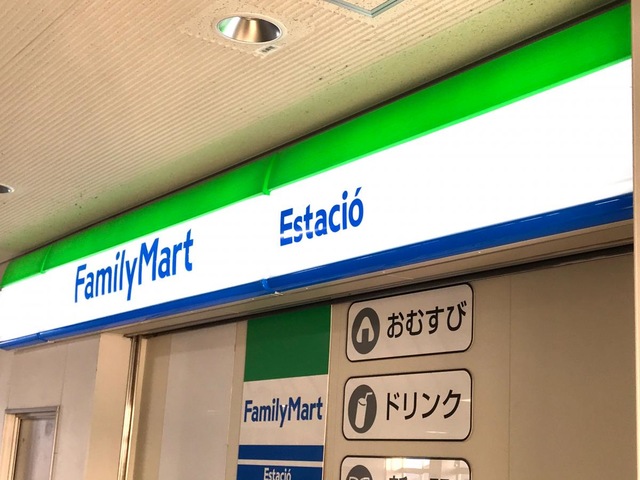 FamilyMart
Estació
おむすび
FamilyMart
ドリンク
Estació